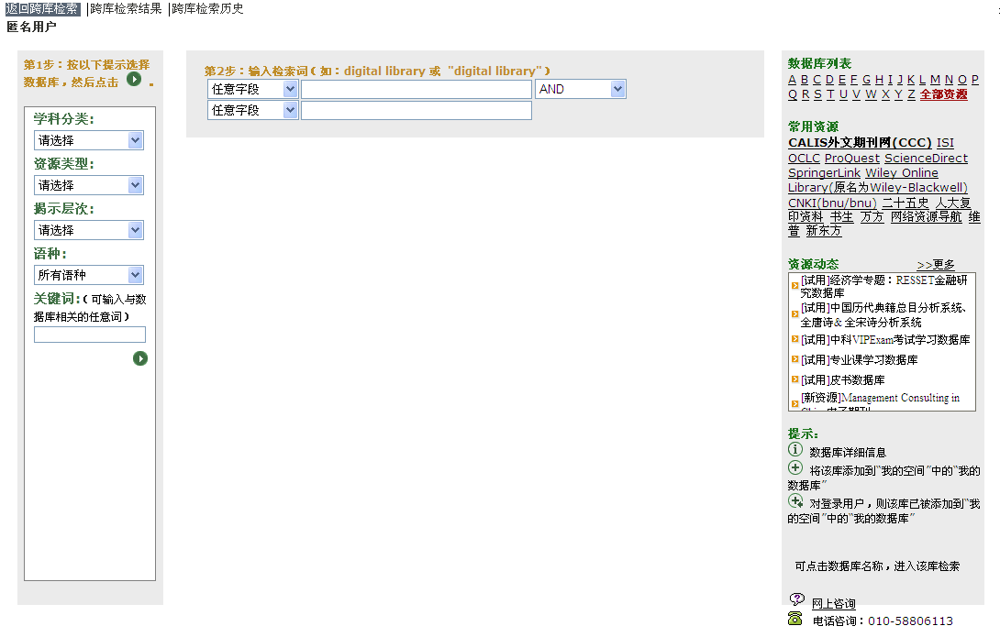 返回跨库检索 |跨库检索结果 |跨库检索历史
匿名用户
第1步：按以下提示选择
数据库，然后点击 。
学科分类：
请选择
资源类型：
请选择
揭示层次：
请选择
语种：
所有语种
关键词：（可输入与数
据库相关的任意词）
第2步：输入检索词（如：digital library 或 "digital library"）
任意字段 AND
任意字段
数据库列表
A B C D E F G H I J K L M N O P
Q R S T U V W X Y Z 全部资源
常用资源
CALIS外文期刊网(CCC) ISI
OCLC ProQuest ScienceDirect
SpringerLink Wiley Online
Library(原名为Wiley-Blackwell)
CNKI(bnu/bnu) 二十五史 人大复
印资料 书生 万方 网络资源导航 维
普 新东方
资源动态 >>更多
[试用]经济学专题：RESSET金融研
究数据库
[试用]中国历代典籍总目分析系统、
全唐诗& 全宋诗分析系统
[试用]中科VIPExam考试学习数据库
[试用]专业课学习数据库
[试用]皮书数据库
[新资源]Management Consulting in
提示:
数据库详细信息
将该库添加到“我的空间”中的“我的
数据库”
对登录用户，则该库已被添加到“我
的空间”中的“我的数据库”
可点击数据库名称，进入该库检索
网上咨询
电话咨询：010-58806113